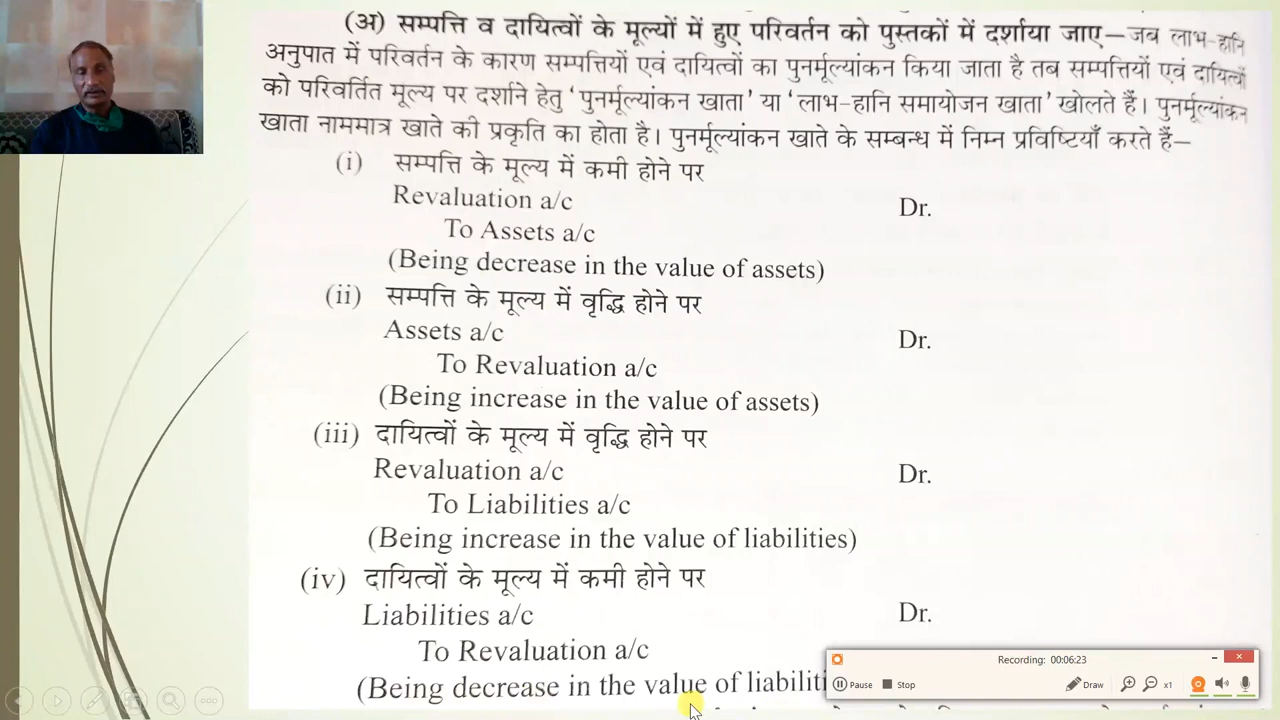 (अ) सम्पत्ति व दायित्वों के मूल्यों में हुए परिवर्तन को पुस्तकों में दर्शाया जाए—जब लाभ-हानि
अनुपात में परिवर्तन के कारण सम्पत्तियों एवं दायित्वों का पुनर्मूल्यांकन किया जाता है तब सम्पत्तियों एवं दायित्वों
को परिवर्तित मूल्य पर दर्शाने हेतु 'पुनर्मूल्यांकन खाता' या 'लाभ-हानि समायोजन खाता' खोलते हैं। पुनर्मूल्यांकन
खाता नाममात्र खाते की प्रकृति का होता है। पुनर्मूल्यांकन खाते के सम्बन्ध में निम्न प्रविष्टियाँ करते हैं—
(i) सम्पत्ति के मूल्य में कमी होने पर
Revaluation a/c Dr.
To Assets a/c
(Being decrease in the value of assets)
(ii) सम्पत्ति के मूल्य में वृद्धि होने पर
Assets a/c Dr.
To Revaluation a/c
(Being increase in the value of assets)
(iii) दायित्वों के मूल्य में वृद्धि होने पर
Revaluation a/c Dr.
To Liabilities a/c
(Being increase in the value of liabilities)
(iv) दायित्वों के मूल्य में कमी होने पर
Liabilities a/c Dr.
To Revaluation a/c
(Being decrease in the value of liabiliti
Recording: 00:06:23
Pause Stop Draw x1